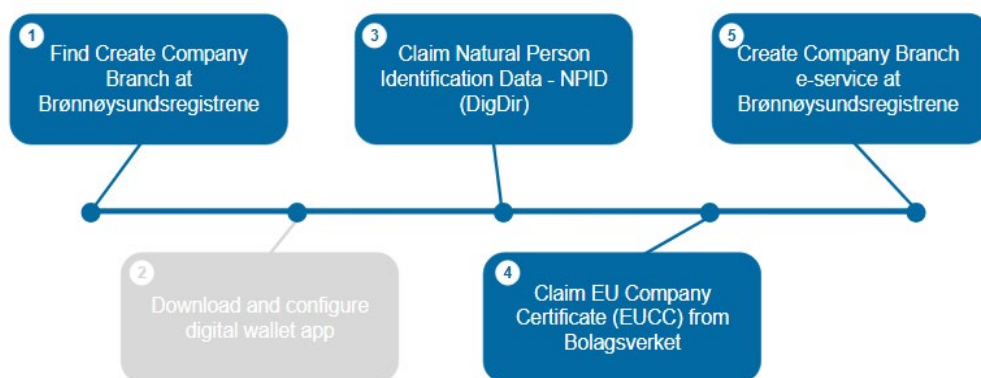 1
Find Create Company
Branch at
Brønnøysundsregistrene
3
Claim Natural Person
Identification Data - NPID
(DigDir)
5
Create Company Branch
e-service at
Brønnøysundsregistrene
2
Download and configure
digital wallet app
4
Claim EU Company
Certificate (EUCC) from
Bolagsverket